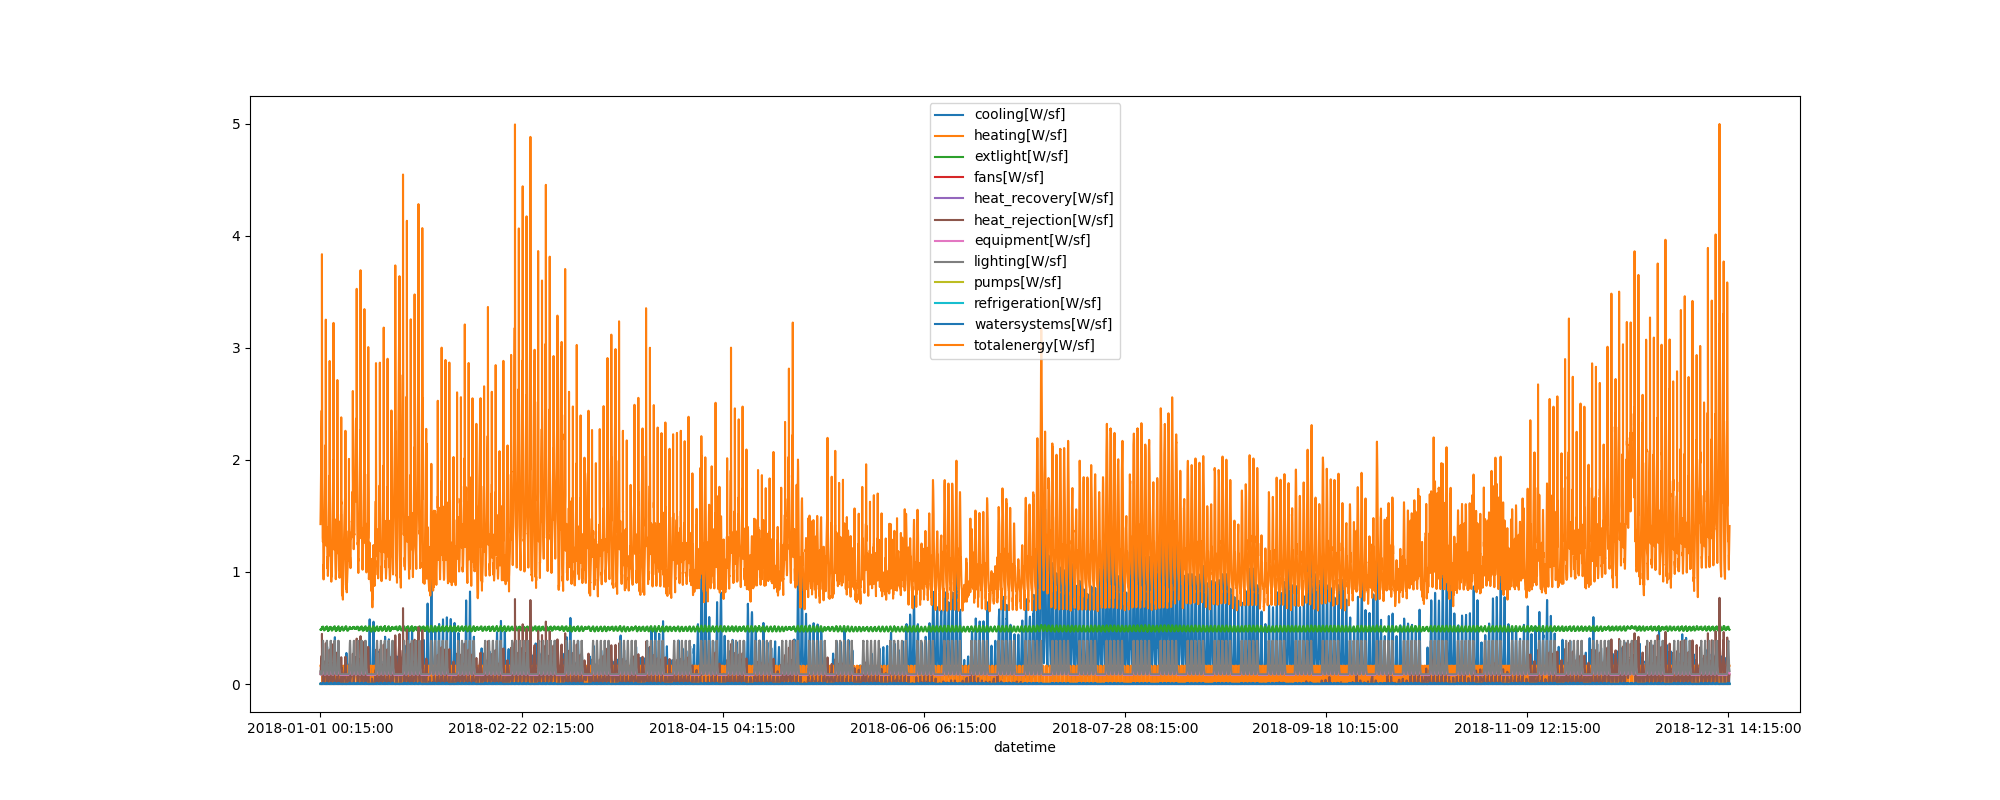 5
4
3
2
1
0
cooling[W/sf]
heating[W/sf]
extlight[W/sf]
fans[W/sf]
heat_recovery[W/sf]
heat_rejection[W/sf]
equipment[W/sf]
lighting[W/sf]
pumps[W/sf]
refrigeration[W/sf]
watersystems[W/sf]
totalenergy[W/sf]
2018-01-01 00:15:00 2018-02-22 02:15:00 2018-04-15 04:15:00 2018-06-06 06:15:00 2018-07-28 08:15:00 2018-09-18 10:15:00 2018-11-09 12:15:00 2018-12-31 14:15:00
datetime